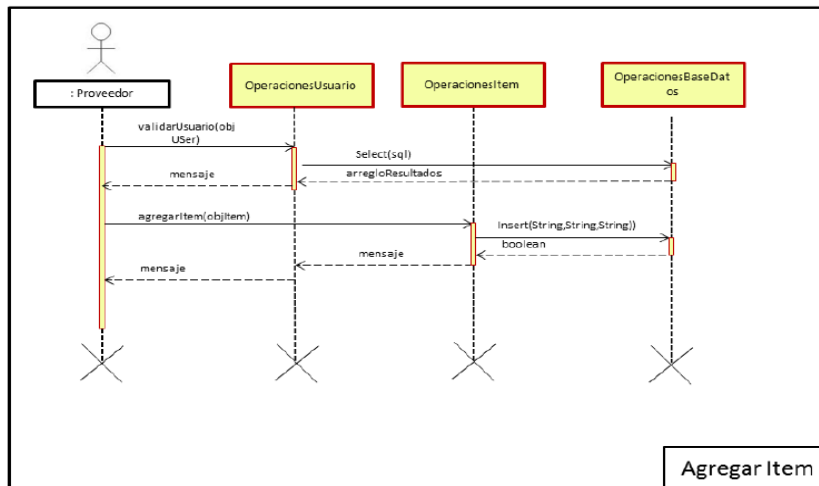 : Proveedor
OperacionesUsuario
OperacionesItem
OperacionesBaseDat
os
validarUsuario(obj
USer)
Select(sql)
arregloResultados
mensaje
agregarItem(objItem)
Insert(String,String,String))
boolean
mensaje
mensaje
Agregar Item